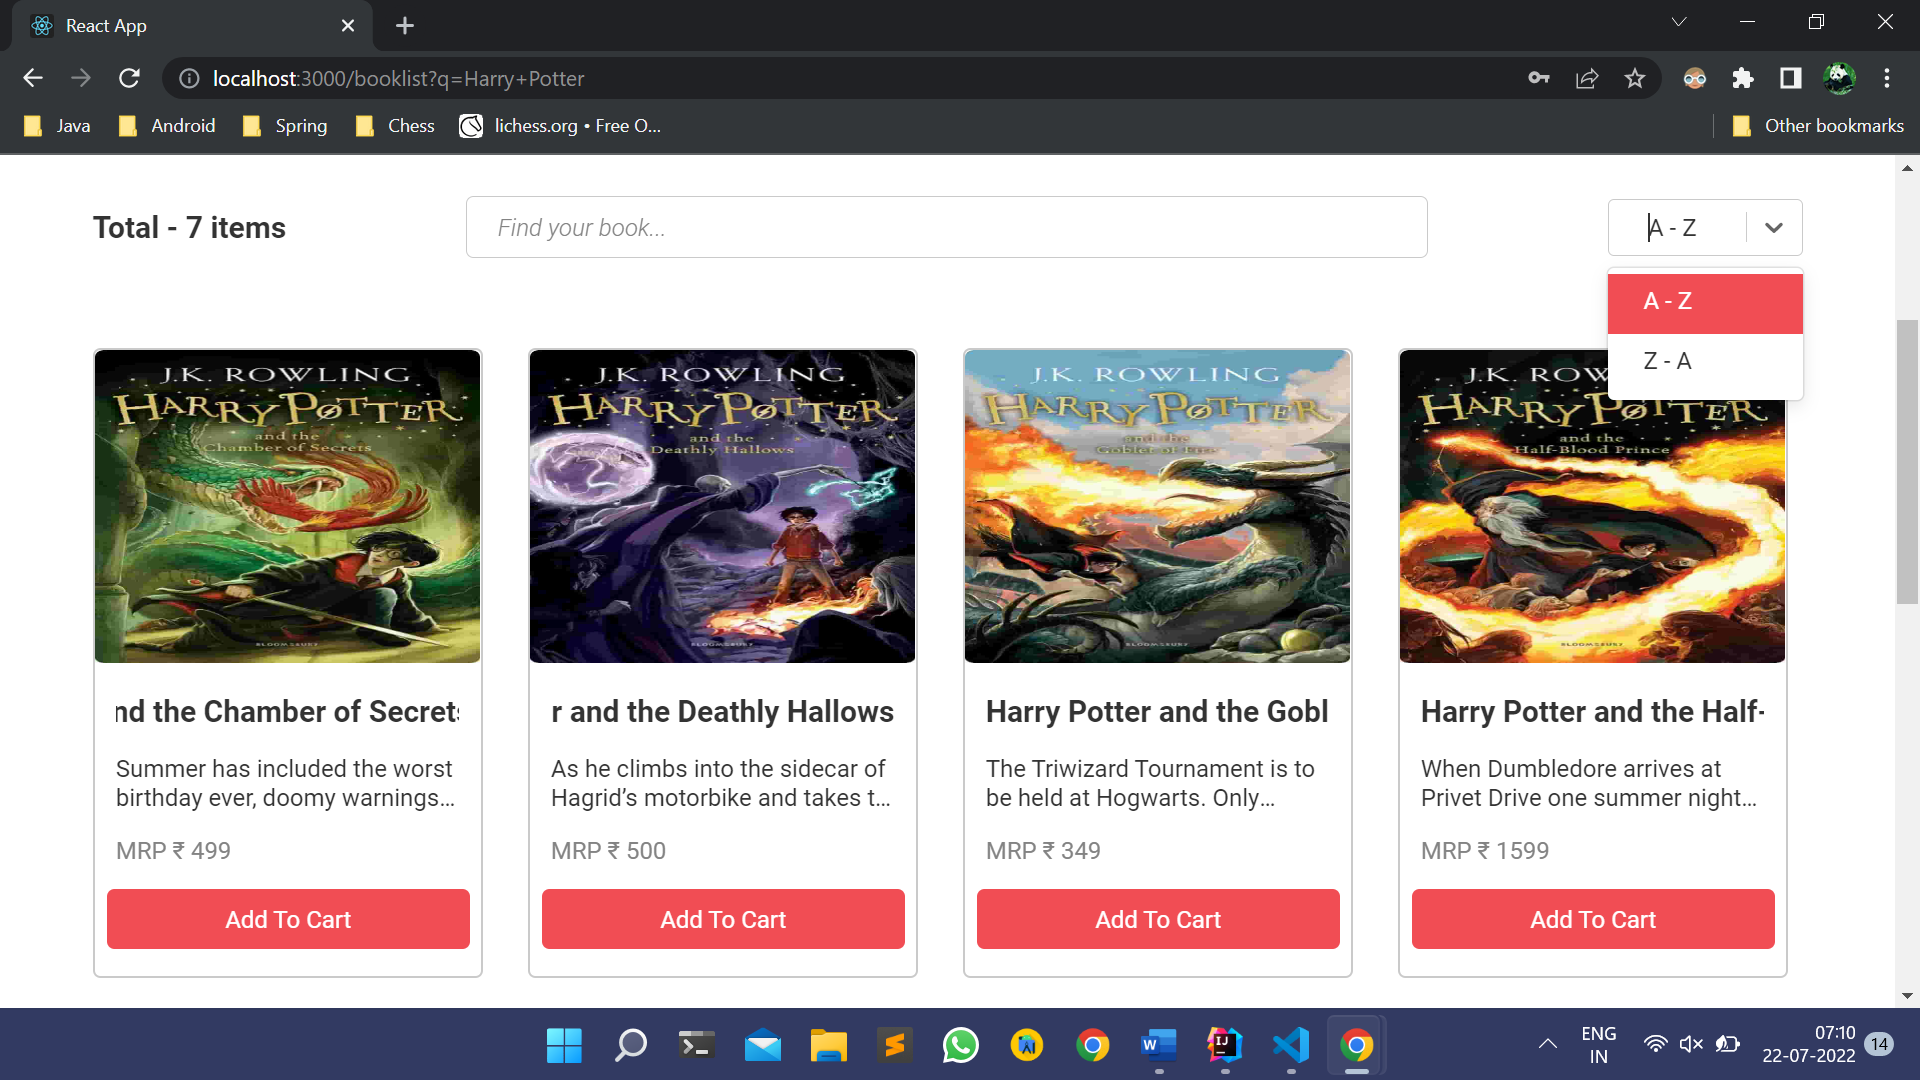 React App
localhost:3000/booklist?q=Harry+Potter
Java
Android
Spring
Chess
lichess.org • Free O...
Other bookmarks
Total - 7 items
Find your book...
A - Z
A - Z
Z - A
J.K. ROWLING
HARRY POTTER
and the
Chamber of Secrets
BLOOMSBURY
nd the Chamber of Secrets
Summer has included the worst
birthday ever, doomy warnings...
MRP ₹ 499
Add To Cart
J.K. ROWLING
HARRY POTTER
and the
Deathly Hallows
BLOOMSBURY
r and the Deathly Hallows
As he climbs into the sidecar of
Hagrid’s motorbike and takes t...
MRP ₹ 500
Add To Cart
J.K. ROWLING
HARRY POTTER
and the
Goblet of Fire
BLOOMSBURY
Harry Potter and the Gobl
The Triwizard Tournament is to
be held at Hogwarts. Only...
MRP ₹ 349
Add To Cart
J.K. ROW
HARRY POTTER
and the
Half-Blood Prince
BLOOMSBURY
Harry Potter and the Half-
When Dumbledore arrives at
Privet Drive one summer night...
MRP ₹ 1599
Add To Cart
ENG
IN
07:10
22-07-2022
14